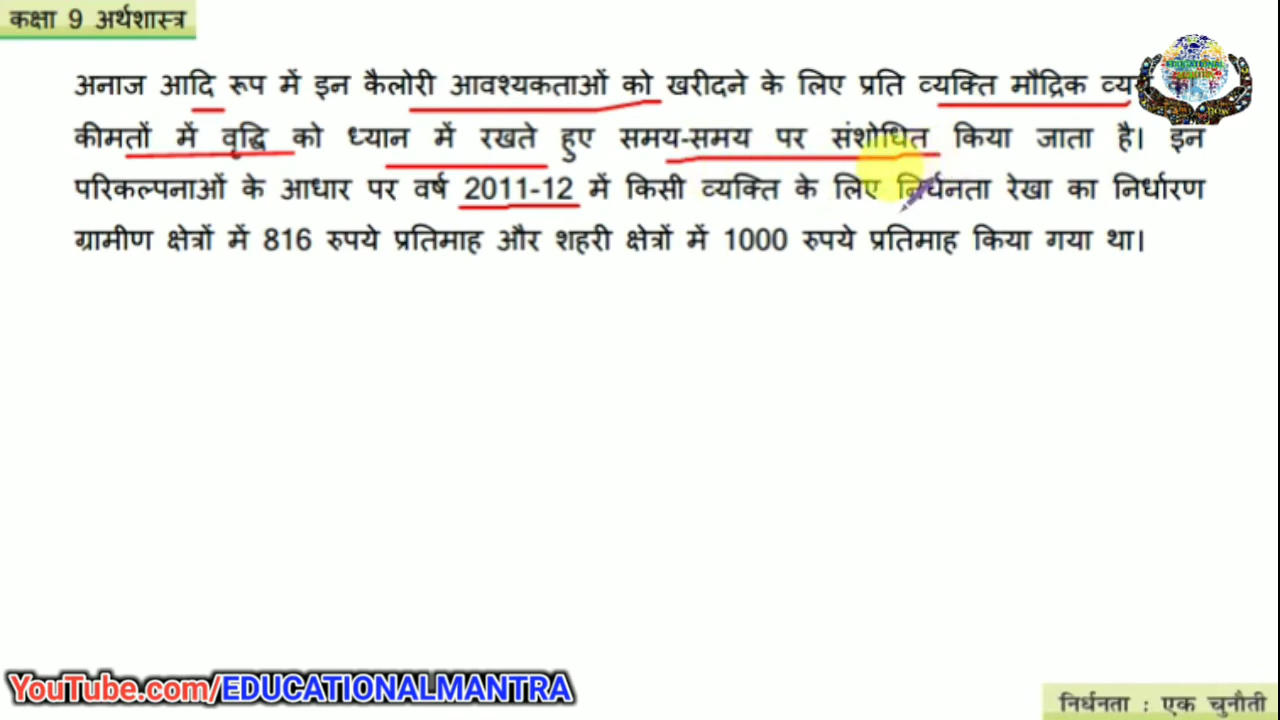 कक्षा 9 अर्थशास्त्र
अनाज आदि रूप में इन कैलोरी आवश्यकताओं को खरीदने के लिए प्रति व्यक्ति मौद्रिक व्यय
कीमतों में वृद्धि को ध्यान में रखते हुए समय-समय पर संशोधित किया जाता है। इन
परिकल्पनाओं के आधार पर वर्ष 2011-12 में किसी व्यक्ति के लिए निर्धनता रेखा का निर्धारण
ग्रामीण क्षेत्रों में 816 रुपये प्रतिमाह और शहरी क्षेत्रों में 1000 रुपये प्रतिमाह किया गया था।
YouTube.com/EDUCATIONALMANTRA
निर्धनता : एक चुनौती